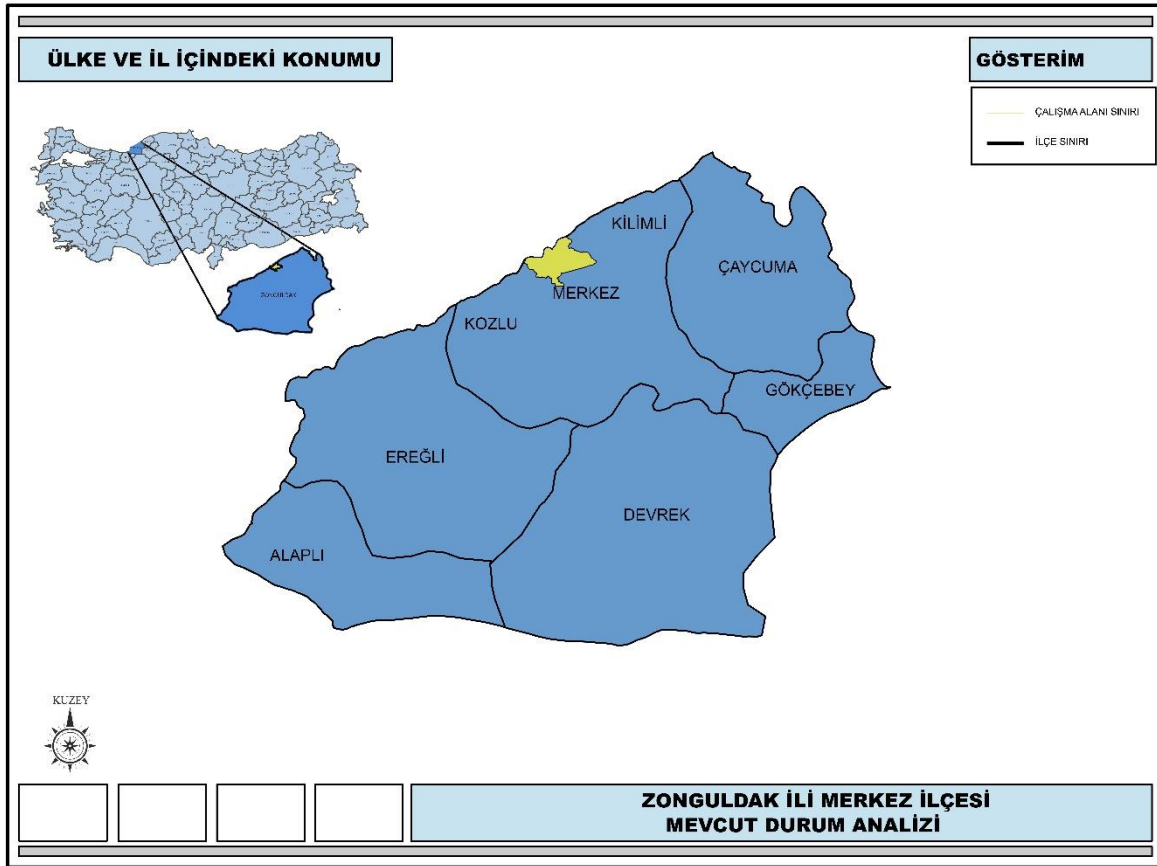 ÜLKE VE İL İÇİNDEKİ KONUMU
GÖSTERİM
ÇALIŞMA ALANI SINIRI
İLÇE SINIRI
ZONGULDAK
KİLİMLİ
ÇAYCUMA
MERKEZ
KOZLU
GÖKÇEBEY
EREĞLİ
DEVREK
ALAPLI
KUZEY
ZONGULDAK İLİ MERKEZ İLÇESİ
MEVCUT DURUM ANALİZİ